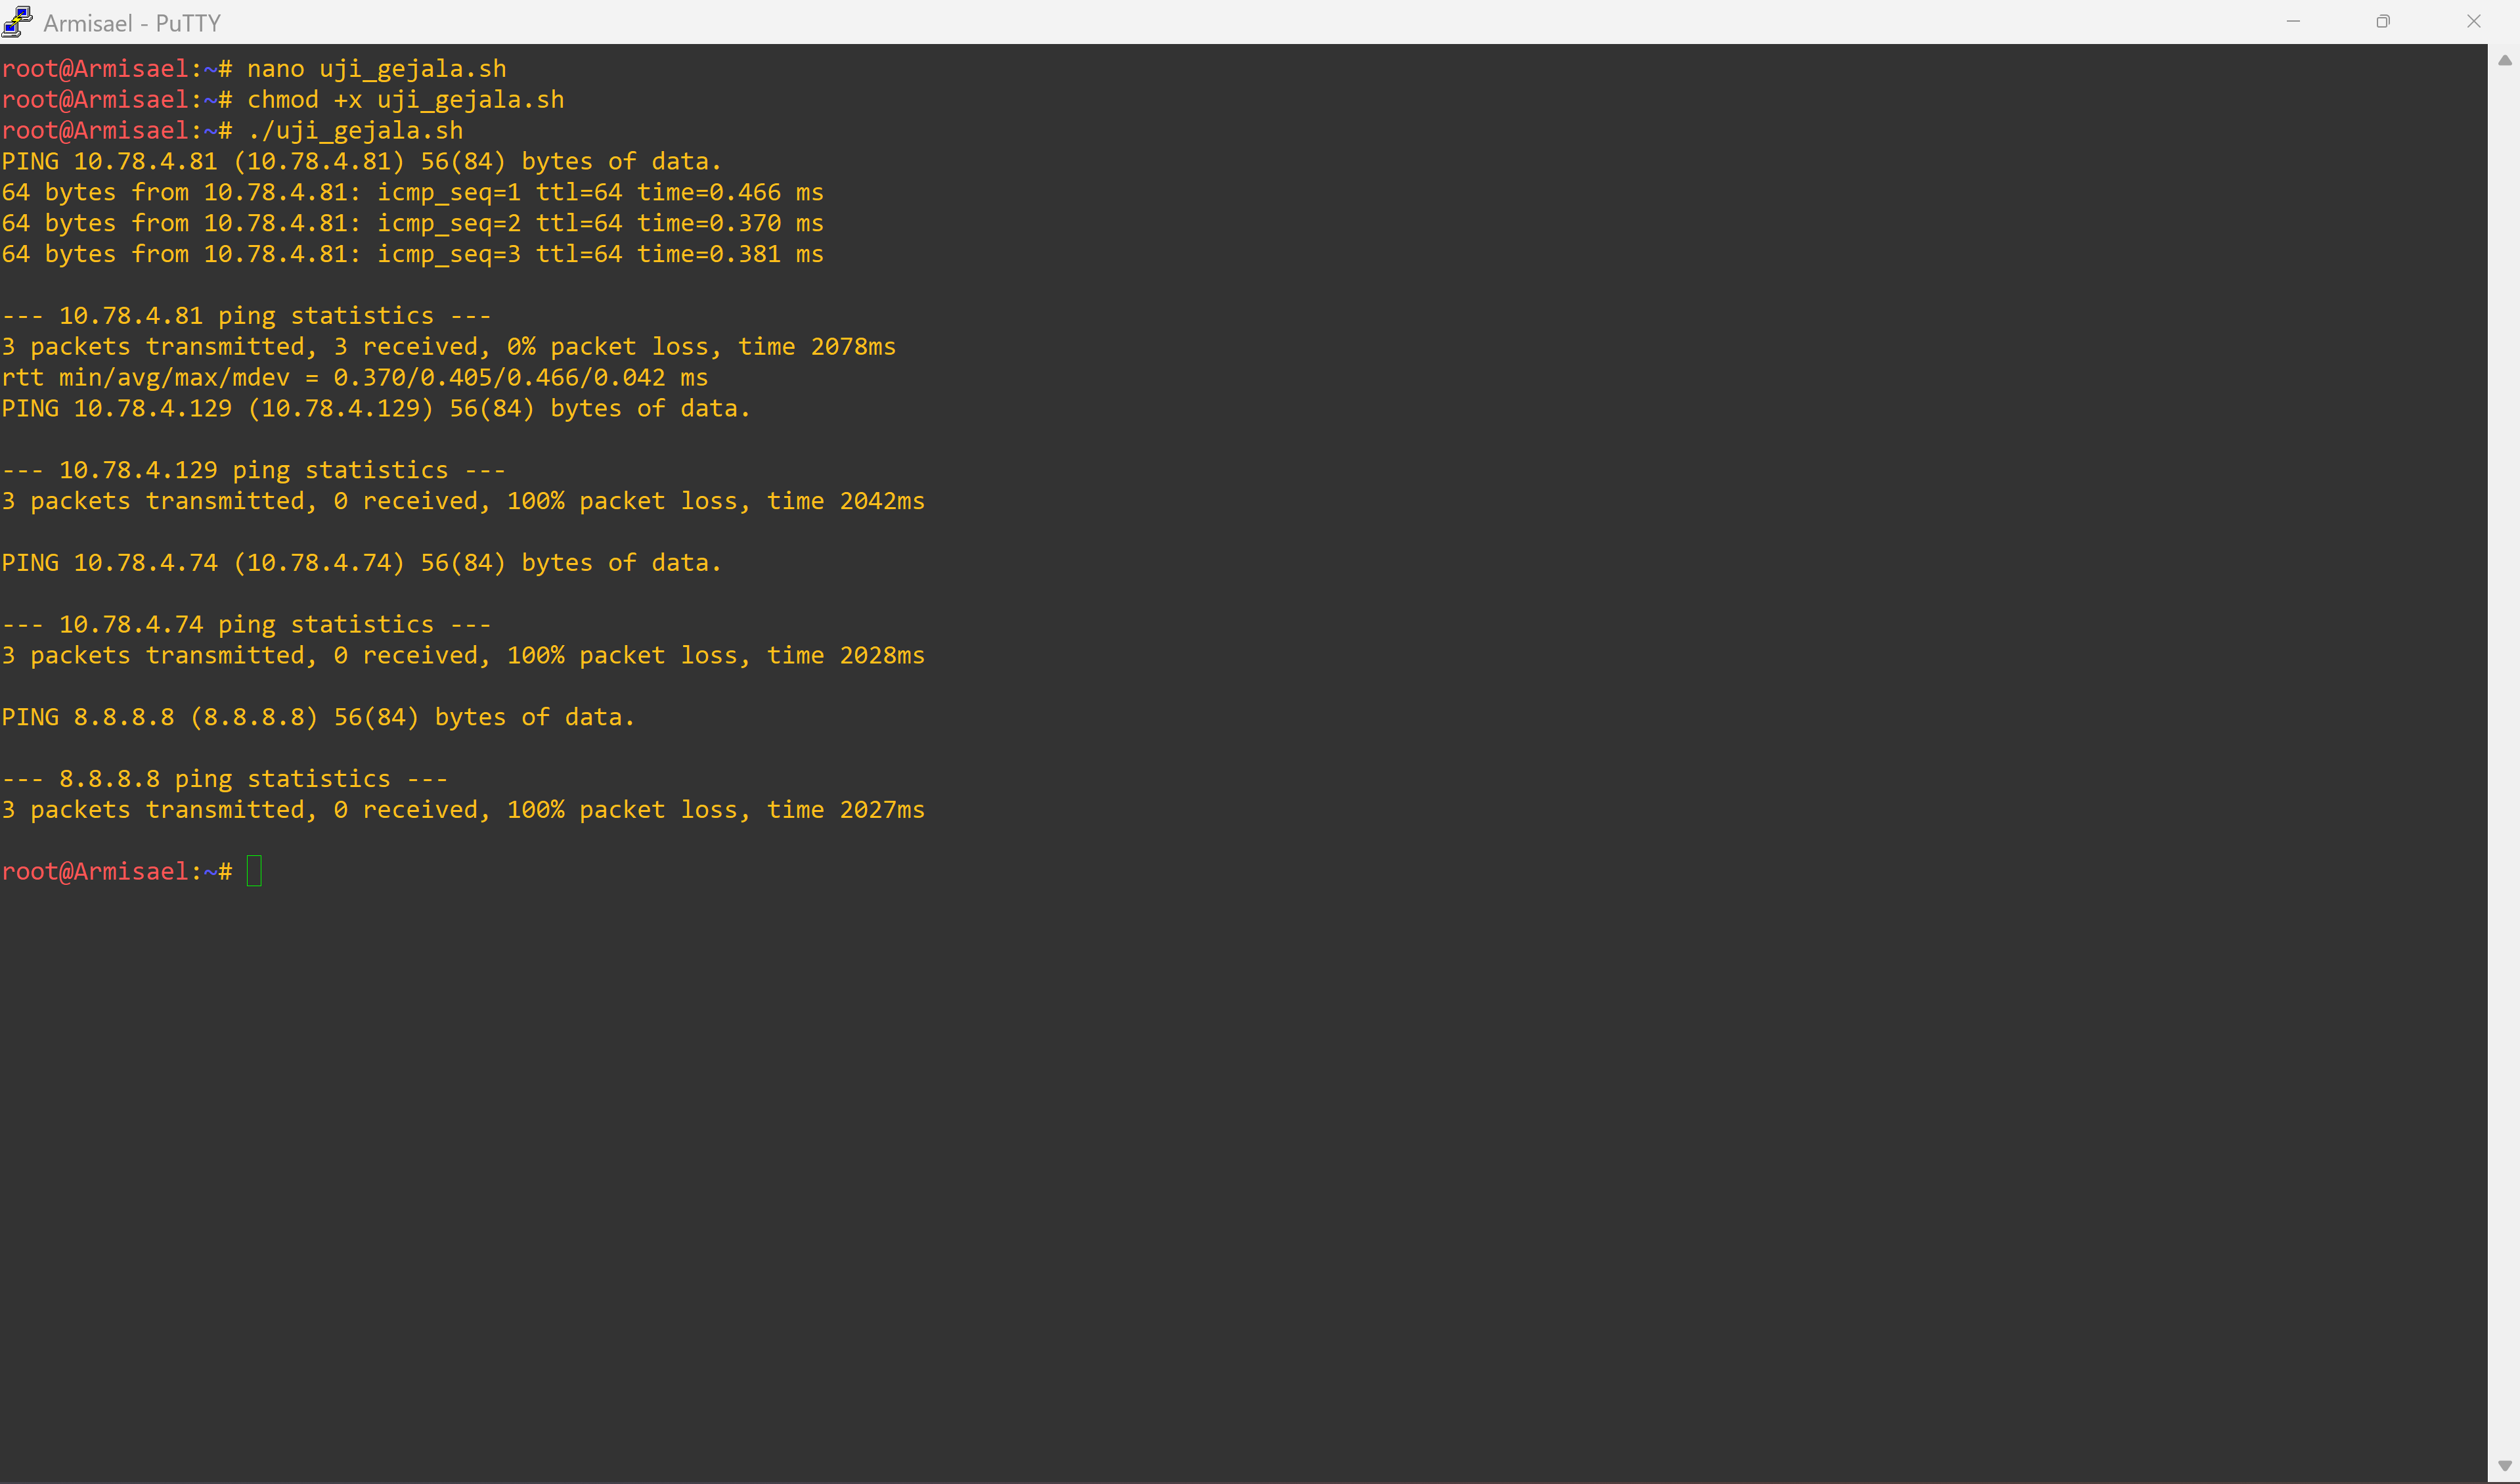 Armisael - PuTTY
root@Armisael:~# nano uji_gejala.sh
root@Armisael:~# chmod +x uji_gejala.sh
root@Armisael:~# ./uji_gejala.sh
PING 10.78.4.81 (10.78.4.81) 56(84) bytes of data.
64 bytes from 10.78.4.81: icmp_seq=1 ttl=64 time=0.466 ms
64 bytes from 10.78.4.81: icmp_seq=2 ttl=64 time=0.370 ms
64 bytes from 10.78.4.81: icmp_seq=3 ttl=64 time=0.381 ms
--- 10.78.4.81 ping statistics ---
3 packets transmitted, 3 received, 0% packet loss, time 2078ms
rtt min/avg/max/mdev = 0.370/0.405/0.466/0.042 ms
PING 10.78.4.129 (10.78.4.129) 56(84) bytes of data.
--- 10.78.4.129 ping statistics ---
3 packets transmitted, 0 received, 100% packet loss, time 2042ms
PING 10.78.4.74 (10.78.4.74) 56(84) bytes of data.
--- 10.78.4.74 ping statistics ---
3 packets transmitted, 0 received, 100% packet loss, time 2028ms
PING 8.8.8.8 (8.8.8.8) 56(84) bytes of data.
--- 8.8.8.8 ping statistics ---
3 packets transmitted, 0 received, 100% packet loss, time 2027ms
root@Armisael:~#